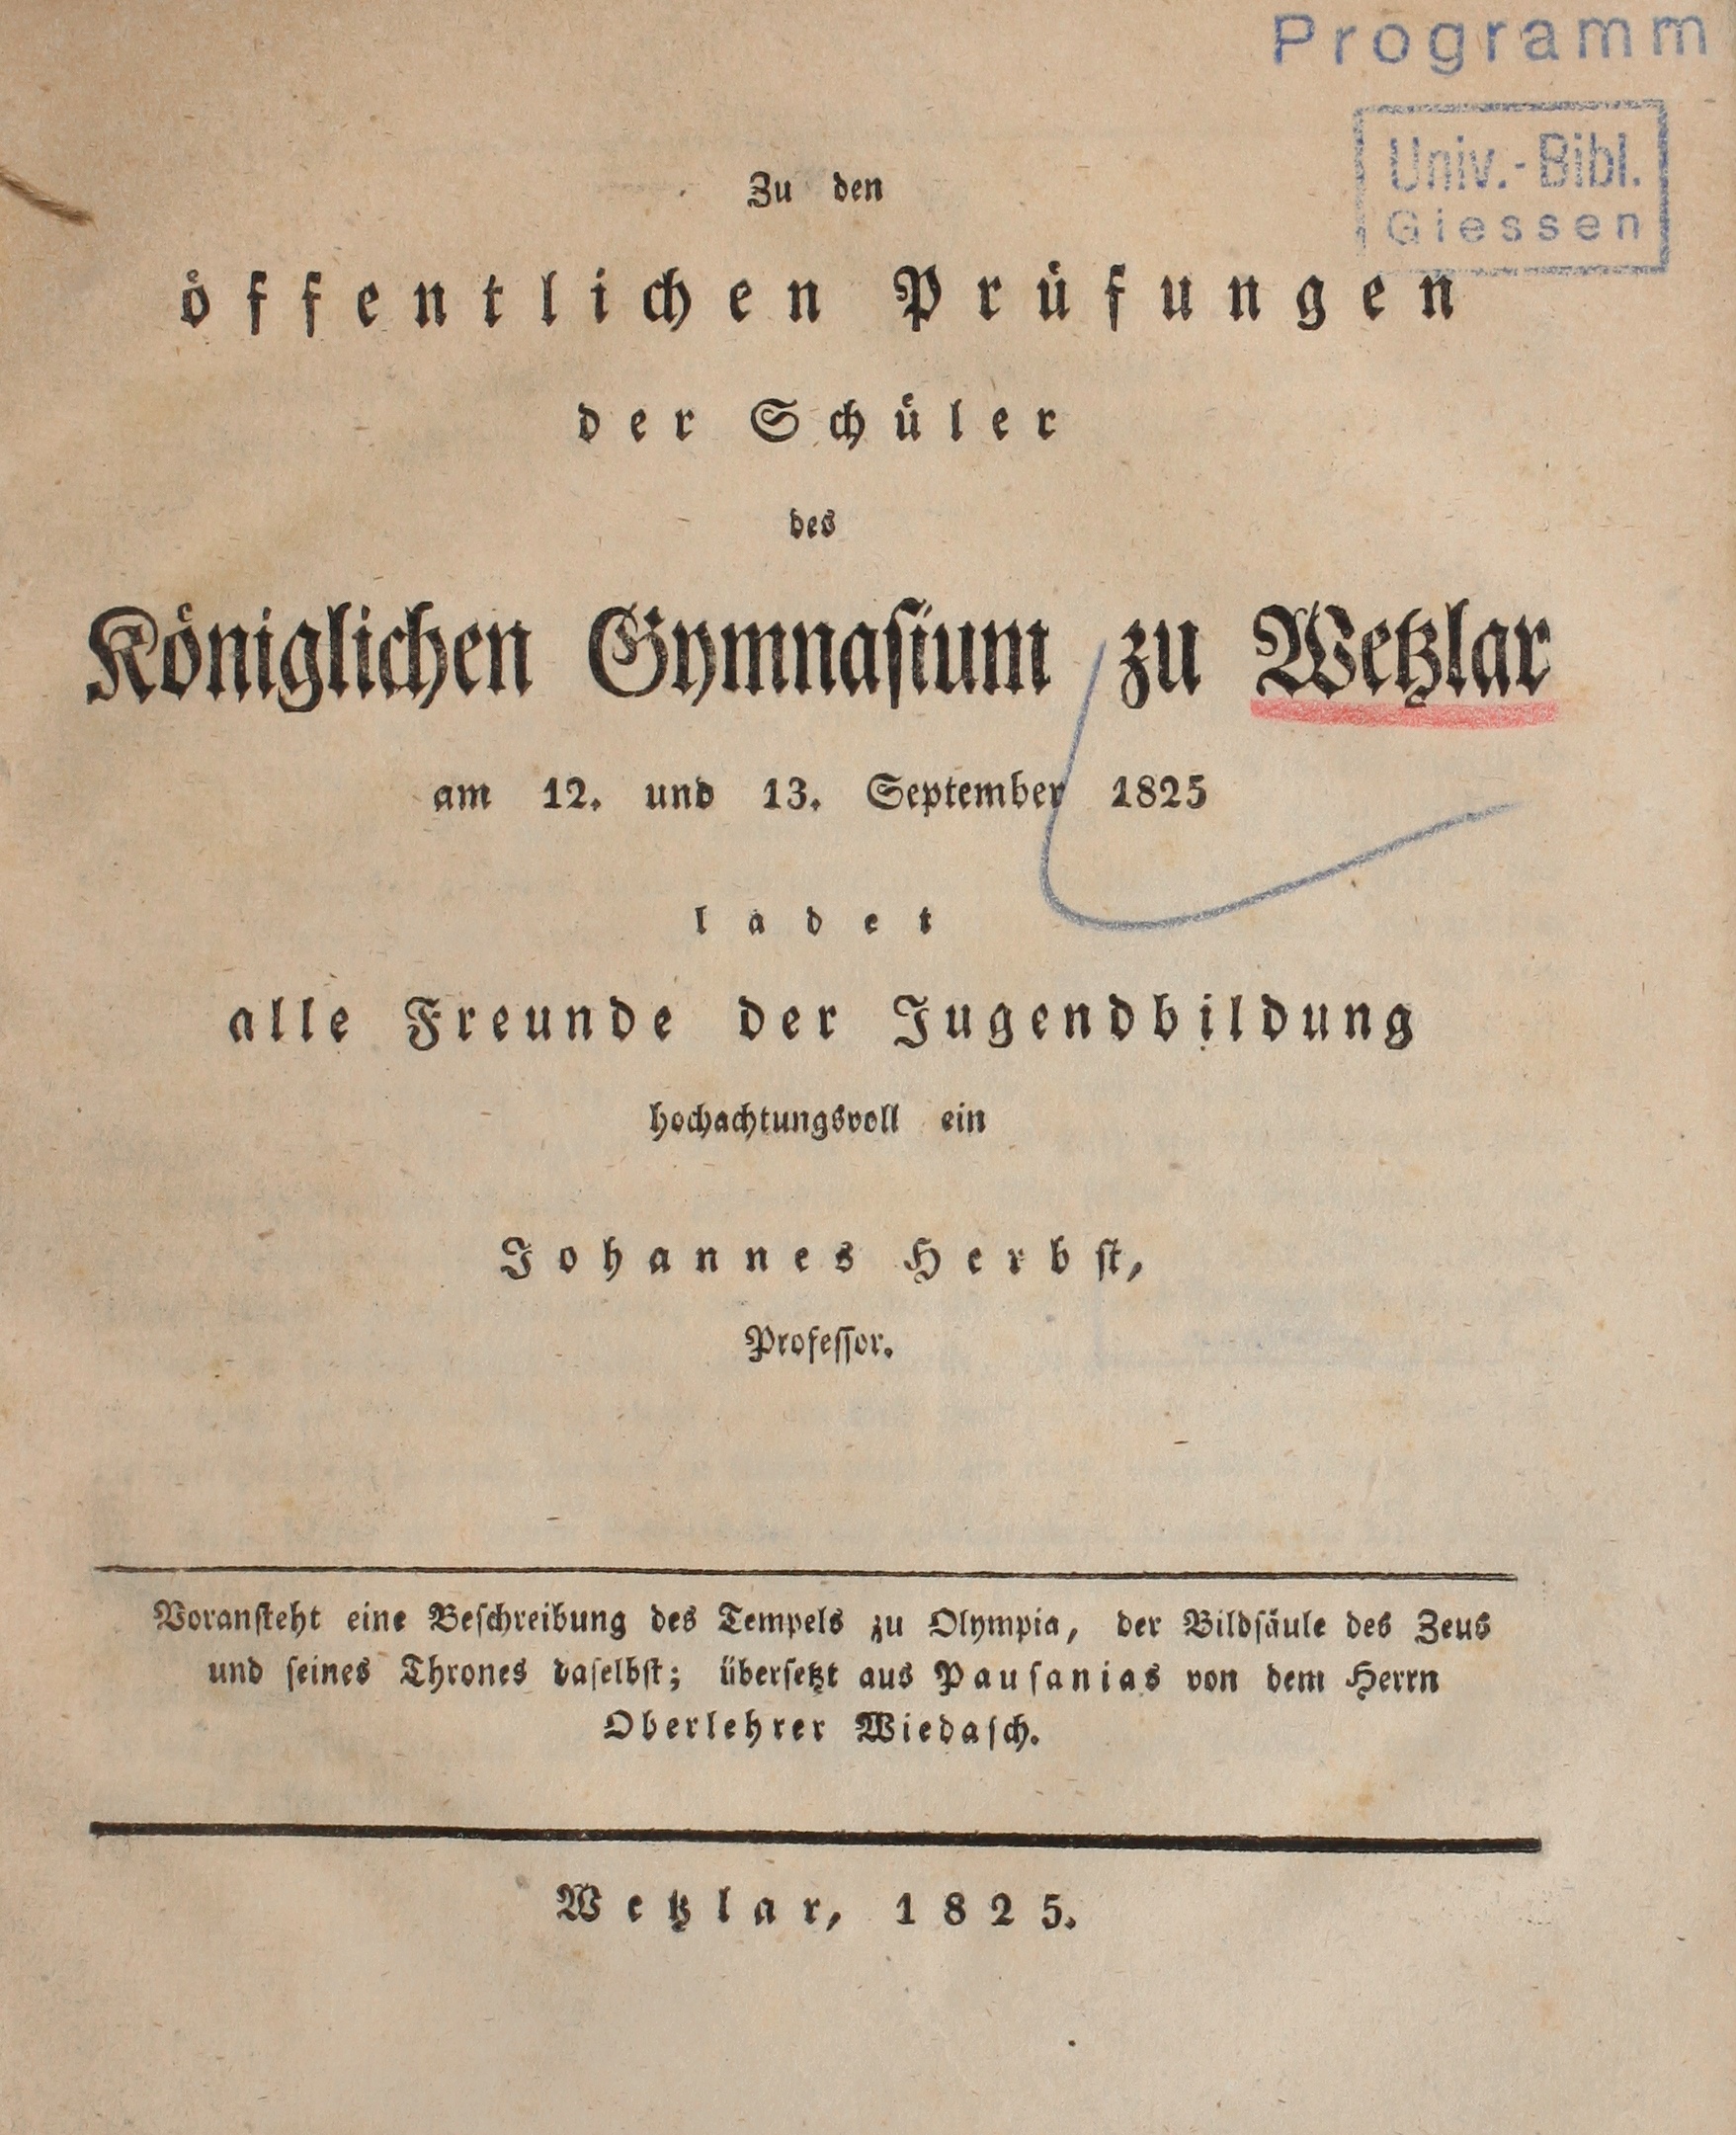 Programm
Univ.-Bibl.
Giessen
Zu den
öffentlichen Prüfungen
der Schüler
des
Königlichen Gymnasium zu Wetzlar
am 12. und 13. September 1825
ladet
alle Freunde der Jugendbildung
hochachtungsvoll ein
Johannes Herbst,
Professor.
Voransteht eine Beschreibung des Tempels zu Olympia, der Bildsäule des Zeus
und seines Thrones daselbst; übersetzt aus Pausanias von dem Herrn
Oberlehrer Wiedasch.
Wetzlar, 1825.